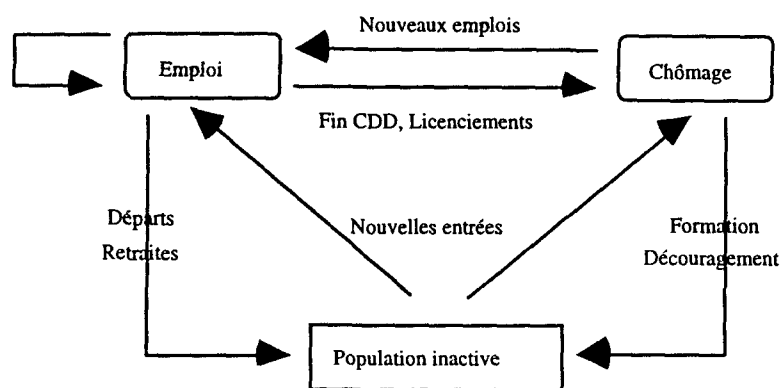 Nouveaux emplois
Emploi
Chômage
Fin CDD, Licenciements
Départs
Retraites
Nouvelles entrées
Formation
Découragement
Population inactive